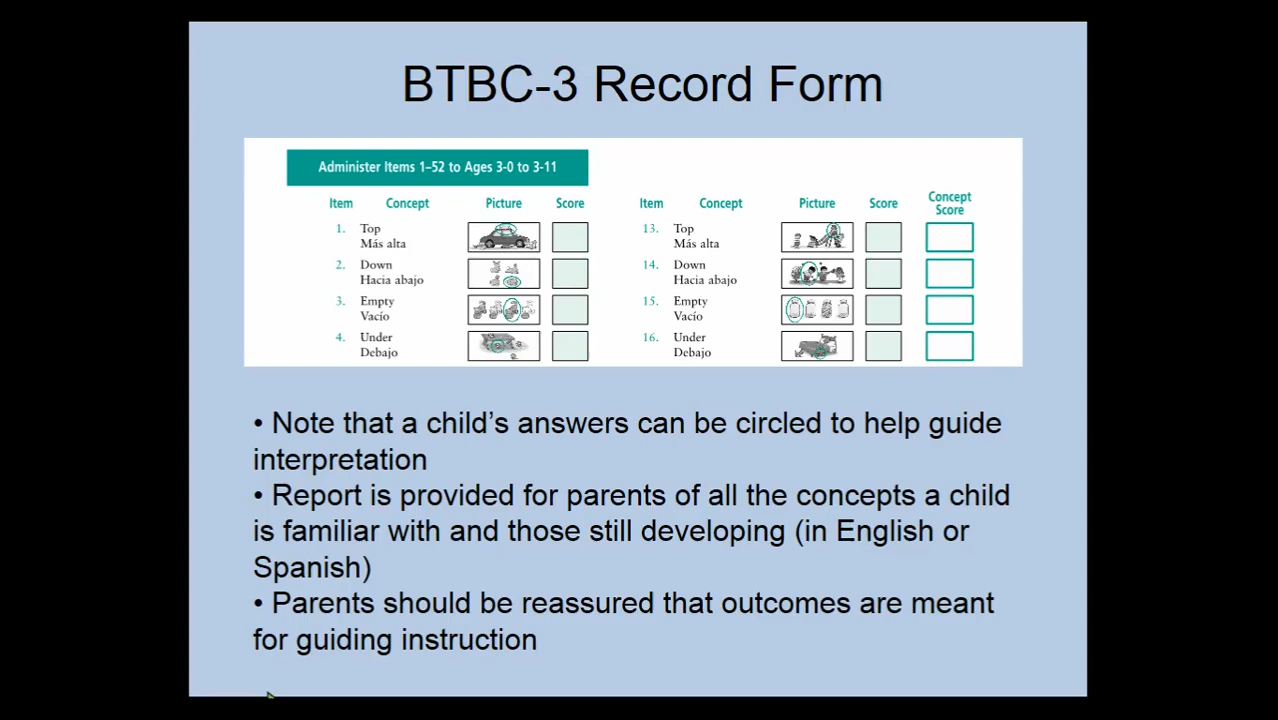 BTBC-3 Record Form
Administer Items 1–52 to Ages 3-0 to 3-11
Item Concept Picture Score Item Concept Picture Score Concept Score
1. Top 13. Top
Más alta Más alta
2. Down 14. Down
Hacia abajo Hacia abajo
3. Empty 15. Empty
Vacío Vacío
4. Under 16. Under
Debajo Debajo
• Note that a child's answers can be circled to help guide
interpretation
• Report is provided for parents of all the concepts a child
is familiar with and those still developing (in English or
Spanish)
• Parents should be reassured that outcomes are meant
for guiding instruction